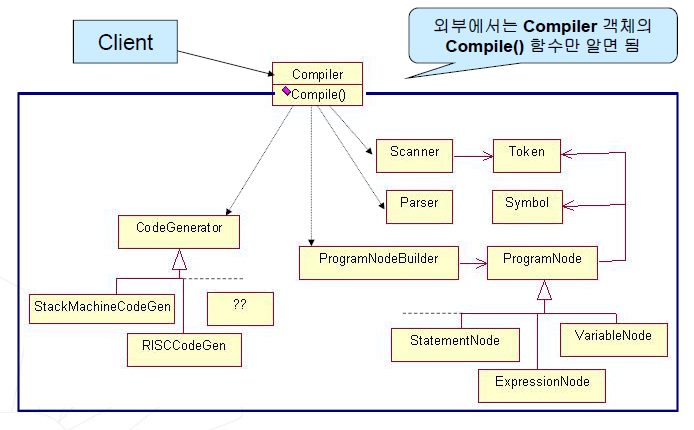 Client
외부에서는 Compiler 객체의
Compile() 함수만 알면 됨
Compiler
Compile()
Scanner
Token
Parser
Symbol
CodeGenerator
ProgramNodeBuilder
ProgramNode
StackMachineCodeGen
??
RISCCodeGen
StatementNode
VariableNode
ExpressionNode